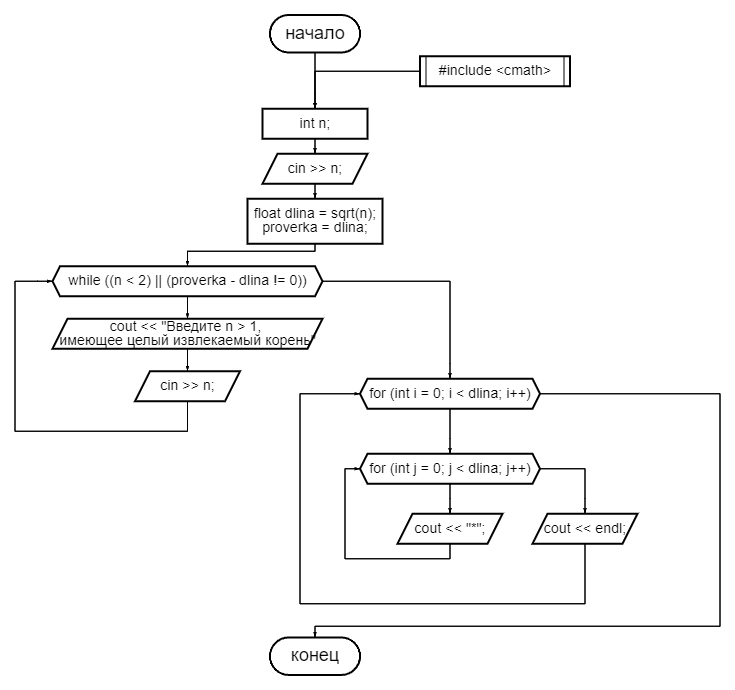 начало
#include <cmath>
int n;
cin >> n;
float dlina = sqrt(n);
proverka = dlina;
while ((n < 2) || (proverka - dlina != 0))
cout << "Введите n > 1,
имеющее целый извлекаемый корень"
cin >> n;
for (int i = 0; i < dlina; i++)
for (int j = 0; j < dlina; j++)
cout << "*";
cout << endl;
конец